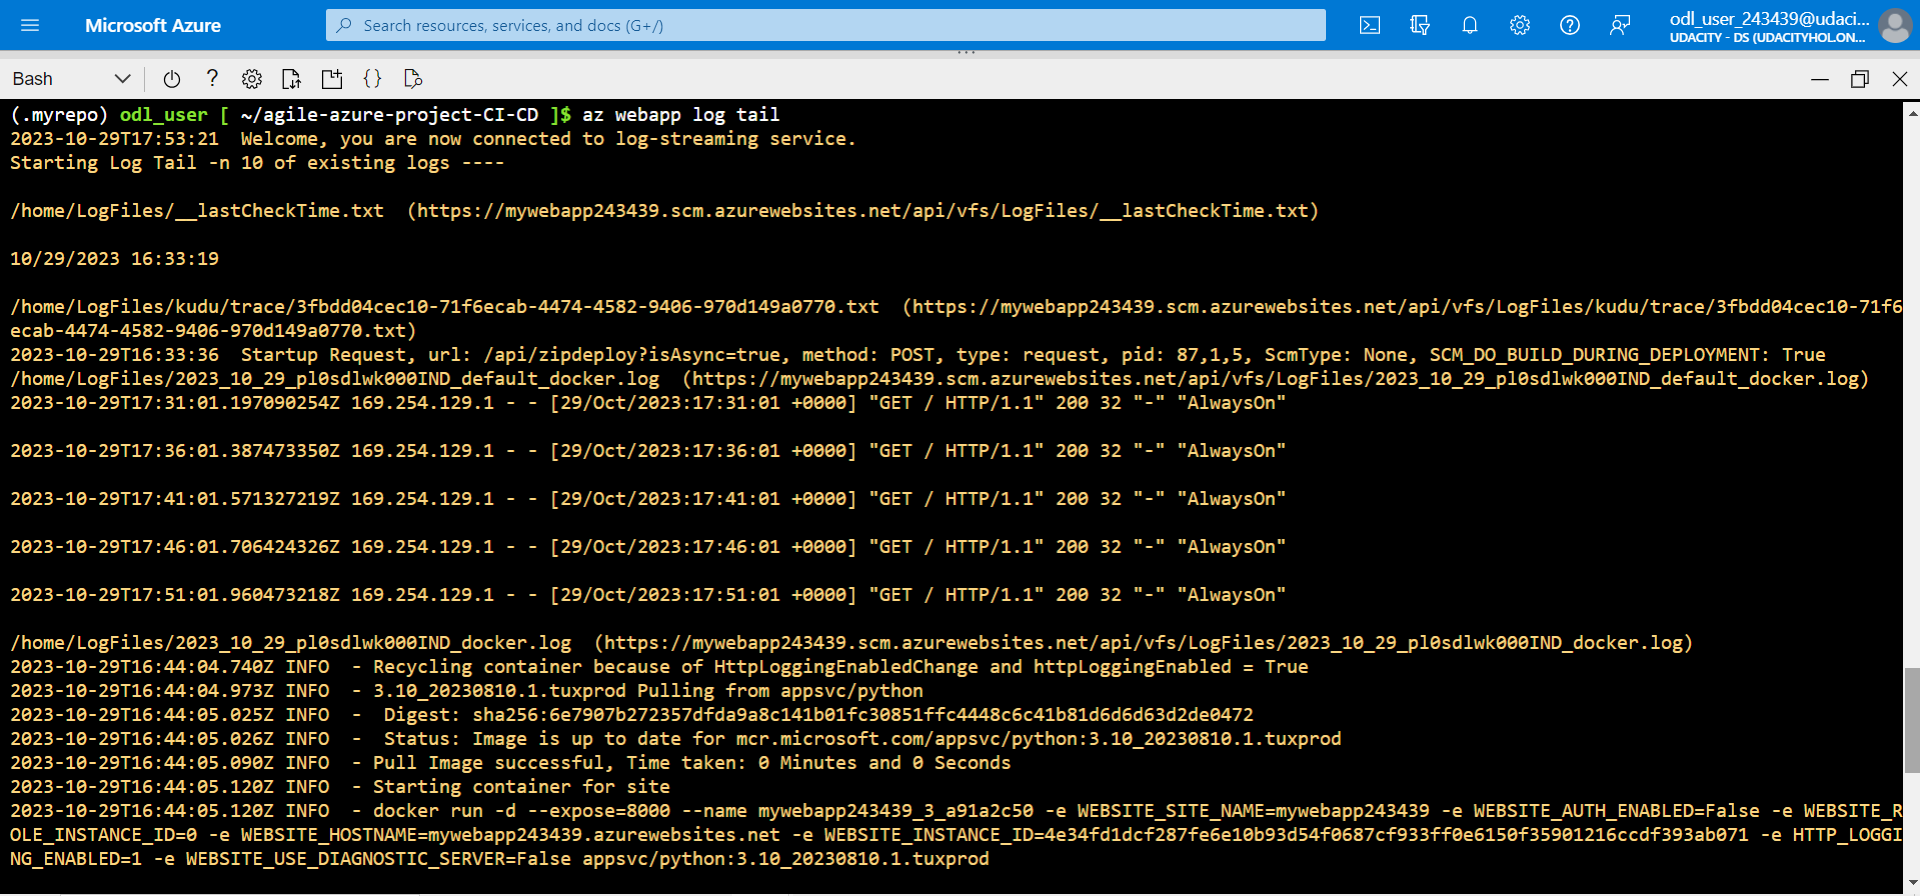 Microsoft Azure
Search resources, services, and docs (G+/)
odl_user_243439@udaci...
UDACITY - DS (UDACITYHOL.ON...
Bash
(.myrepo) odl_user [ ~/agile-azure-project-CI-CD ]$ az webapp log tail
2023-10-29T17:53:21  Welcome, you are now connected to log-streaming service.
Starting Log Tail -n 10 of existing logs ----
/home/LogFiles/__lastCheckTime.txt  (https://mywebapp243439.scm.azurewebsites.net/api/vfs/LogFiles/__lastCheckTime.txt)
10/29/2023 16:33:19
/home/LogFiles/kudu/trace/3fbdd04cec10-71f6ecab-4474-4582-9406-970d149a0770.txt  (https://mywebapp243439.scm.azurewebsites.net/api/vfs/LogFiles/kudu/trace/3fbdd04cec10-71f6
ecab-4474-4582-9406-970d149a0770.txt)
2023-10-29T16:33:36  Startup Request, url: /api/zipdeploy?isAsync=true, method: POST, type: request, pid: 87,1,5, ScmType: None, SCM_DO_BUILD_DURING_DEPLOYMENT: True
/home/LogFiles/2023_10_29_pl0sdlwk000IND_default_docker.log  (https://mywebapp243439.scm.azurewebsites.net/api/vfs/LogFiles/2023_10_29_pl0sdlwk000IND_default_docker.log)
2023-10-29T17:31:01.197090254Z 169.254.129.1 - - [29/Oct/2023:17:31:01 +0000] "GET / HTTP/1.1" 200 32 "-" "AlwaysOn"
2023-10-29T17:36:01.387473350Z 169.254.129.1 - - [29/Oct/2023:17:36:01 +0000] "GET / HTTP/1.1" 200 32 "-" "AlwaysOn"
2023-10-29T17:41:01.571327219Z 169.254.129.1 - - [29/Oct/2023:17:41:01 +0000] "GET / HTTP/1.1" 200 32 "-" "AlwaysOn"
2023-10-29T17:46:01.706424326Z 169.254.129.1 - - [29/Oct/2023:17:46:01 +0000] "GET / HTTP/1.1" 200 32 "-" "AlwaysOn"
2023-10-29T17:51:01.960473218Z 169.254.129.1 - - [29/Oct/2023:17:51:01 +0000] "GET / HTTP/1.1" 200 32 "-" "AlwaysOn"
/home/LogFiles/2023_10_29_pl0sdlwk000IND_docker.log  (https://mywebapp243439.scm.azurewebsites.net/api/vfs/LogFiles/2023_10_29_pl0sdlwk000IND_docker.log)
2023-10-29T16:44:04.740Z INFO  - Recycling container because of HttpLoggingEnabledChange and httpLoggingEnabled = True
2023-10-29T16:44:04.973Z INFO  - 3.10_20230810.1.tuxprod Pulling from appsvc/python
2023-10-29T16:44:05.025Z INFO  -  Digest: sha256:6e7907b272357dfda9a8c141b01fc30851ffc4448c6c41b81d6d6d63d2de0472
2023-10-29T16:44:05.026Z INFO  -  Status: Image is up to date for mcr.microsoft.com/appsvc/python:3.10_20230810.1.tuxprod
2023-10-29T16:44:05.090Z INFO  - Pull Image successful, Time taken: 0 Minutes and 0 Seconds
2023-10-29T16:44:05.120Z INFO  - Starting container for site
2023-10-29T16:44:05.120Z INFO  - docker run -d --expose=8000 --name mywebapp243439_3_a91a2c50 -e WEBSITE_SITE_NAME=mywebapp243439 -e WEBSITE_AUTH_ENABLED=False -e WEBSITE_R
OLE_INSTANCE_ID=0 -e WEBSITE_HOSTNAME=mywebapp243439.azurewebsites.net -e WEBSITE_INSTANCE_ID=4e34fd1dcf287fe6e10b93d54f0687cf933ff0e6150f35901216ccdf393ab071 -e HTTP_LOGGI
NG_ENABLED=1 -e WEBSITE_USE_DIAGNOSTIC_SERVER=False appsvc/python:3.10_20230810.1.tuxprod